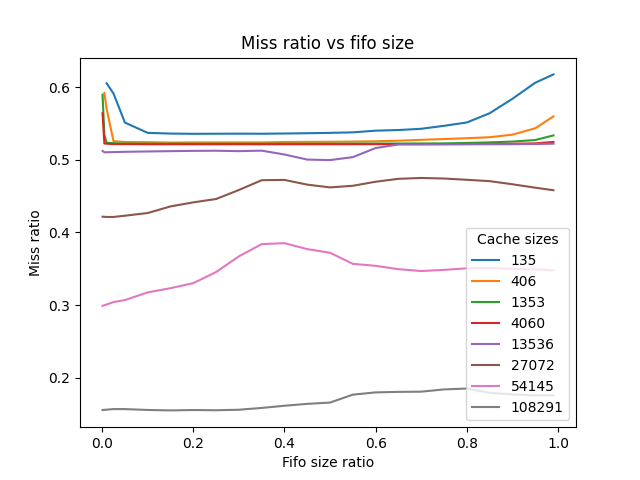 Miss ratio vs fifo size
Miss ratio
0.6
0.5
0.4
0.3
0.2
Cache sizes
135
406
1353
4060
13536
27072
54145
108291
0.0 0.2 0.4 0.6 0.8 1.0
Fifo size ratio